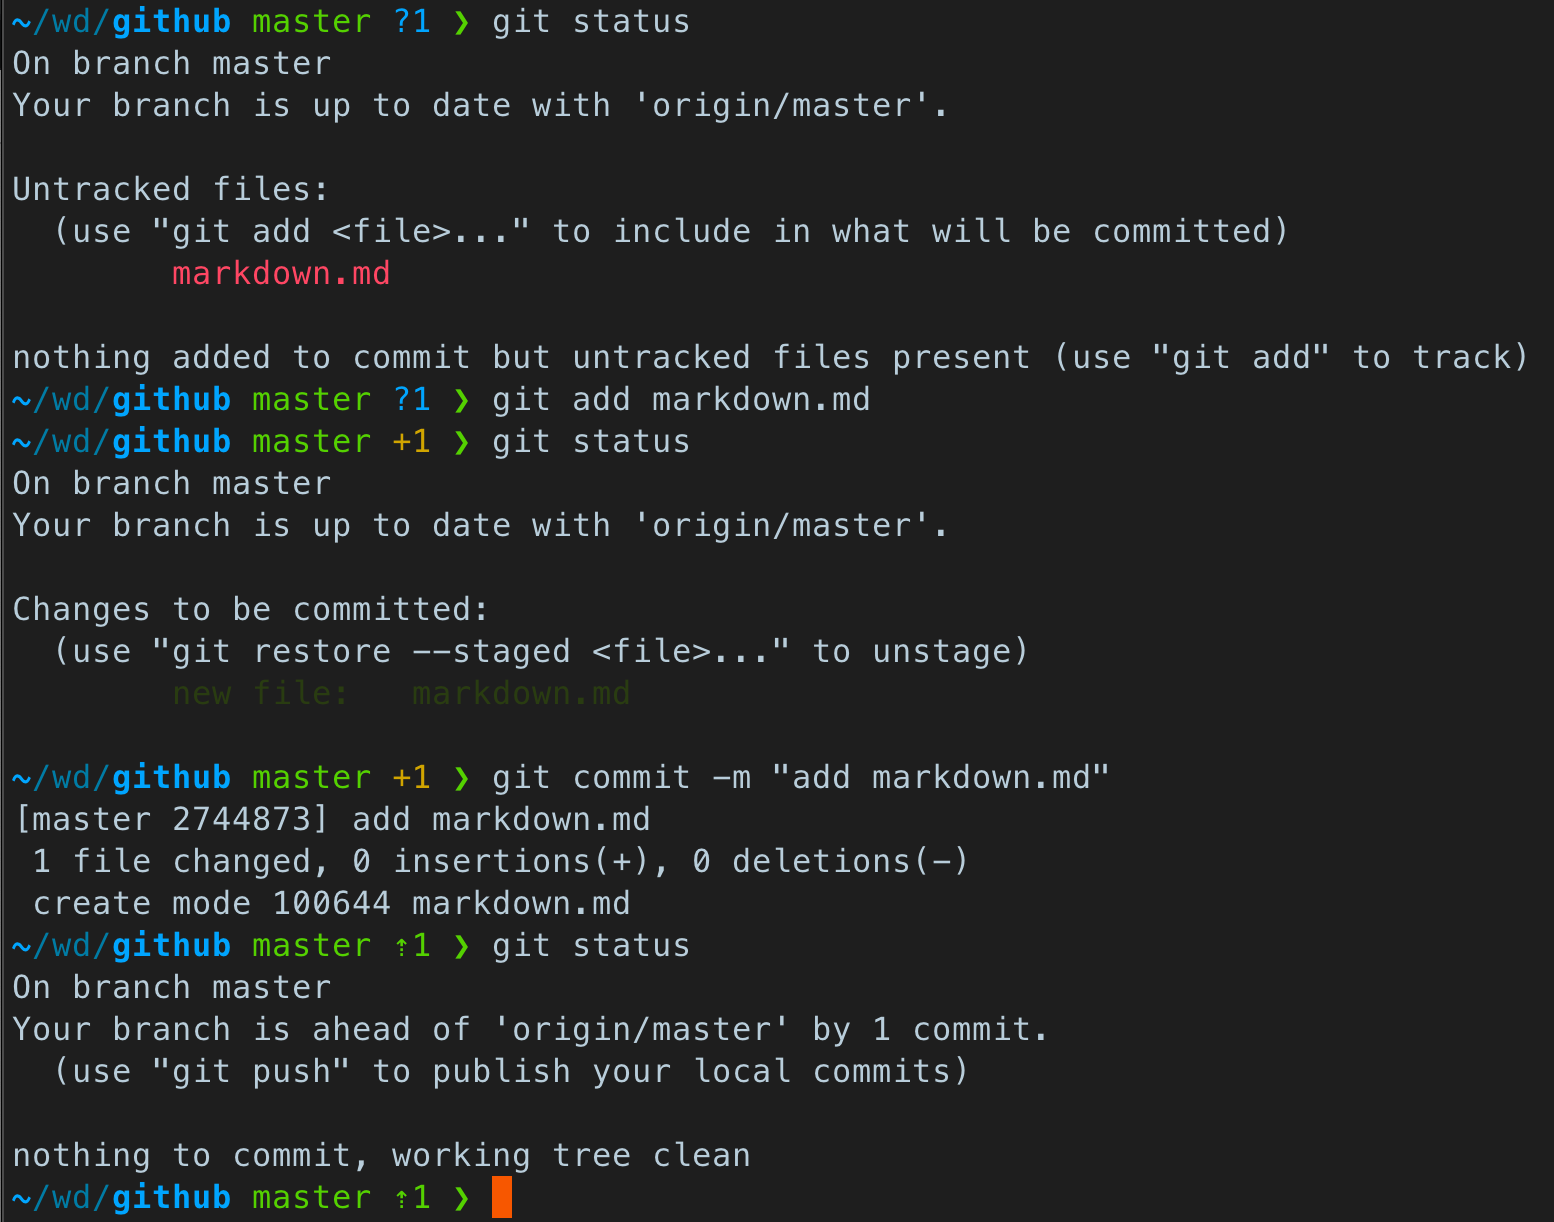 ~/wd/github master ?1 ❯ git status
On branch master
Your branch is up to date with 'origin/master'.

Untracked files:
  (use "git add <file>..." to include in what will be committed)
        markdown.md

nothing added to commit but untracked files present (use "git add" to track)
~/wd/github master ?1 ❯ git add markdown.md
~/wd/github master +1 ❯ git status
On branch master
Your branch is up to date with 'origin/master'.

Changes to be committed:
  (use "git restore --staged <file>..." to unstage)
        new file:   markdown.md

~/wd/github master +1 ❯ git commit -m "add markdown.md"
[master 2744873] add markdown.md
 1 file changed, 0 insertions(+), 0 deletions(-)
 create mode 100644 markdown.md
~/wd/github master ⇡1 ❯ git status
On branch master
Your branch is ahead of 'origin/master' by 1 commit.
  (use "git push" to publish your local commits)

nothing to commit, working tree clean
~/wd/github master ⇡1 ❯